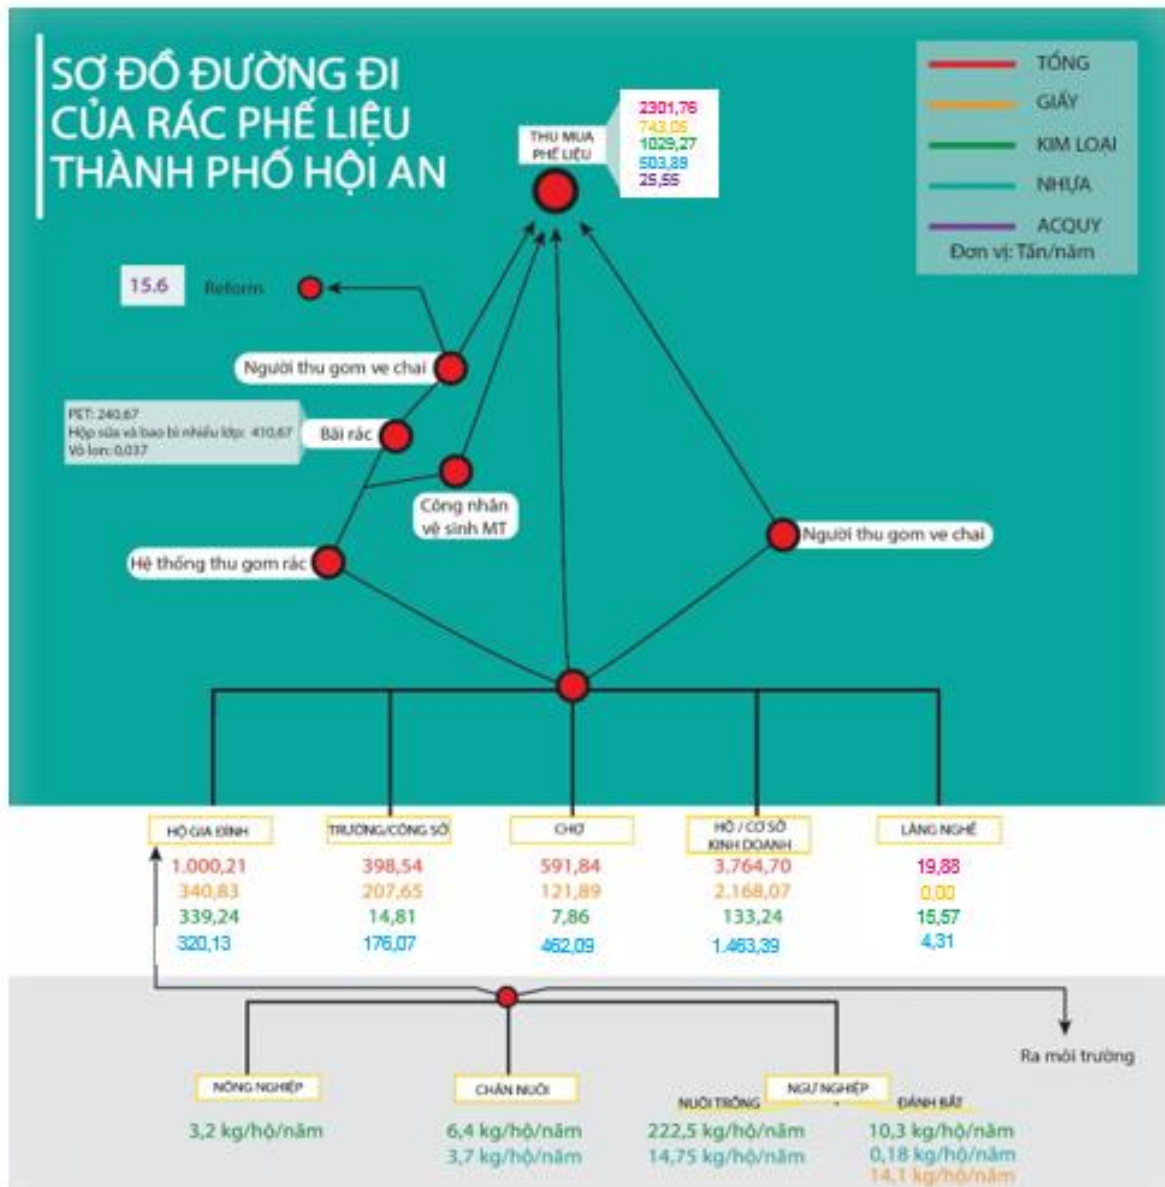 SƠ ĐỒ ĐƯỜNG ĐI
CỦA RÁC PHẾ LIỆU
THÀNH PHỐ HỘI AN
THU MUA
PHẾ LIỆU
2301,76
743,05
1029,27
503,89
25,55
TỔNG
GIẤY
KIM LOẠI
NHỰA
ACQUY
Đơn vị: Tấn/năm
15.6
Reform
Người thu gom ve chai
PET: 240,67
Hộp sữa và bao bì nhiều lớp: 410,67
Vỏ lon: 0,037
Bãi rác
Công nhân
vệ sinh MT
Hệ thống thu gom rác
Người thu gom ve chai
HỘ GIA ĐÌNH
1.000,21
340,83
339,24
320,13
TRƯỜNG/CÔNG SỞ
398,54
207,65
14,81
176,07
CHỢ
591,84
121,89
7,86
462,09
HỘ / CƠ SỞ
KINH DOANH
3.764,70
2.168,07
133,24
1.463,39
LÀNG NGHỀ
19,88
0,00
15,57
4,31
Ra môi trường
NÔNG NGHIỆP
3,2 kg/hộ/năm
CHĂN NUÔI
6,4 kg/hộ/năm
3,7 kg/hộ/năm
NGƯ NGHIỆP
NUÔI TRỒNG
222,5 kg/hộ/năm
14,75 kg/hộ/năm
ĐÁNH BẮT
10,3 kg/hộ/năm
0,18 kg/hộ/năm
14,1 kg/hộ/năm